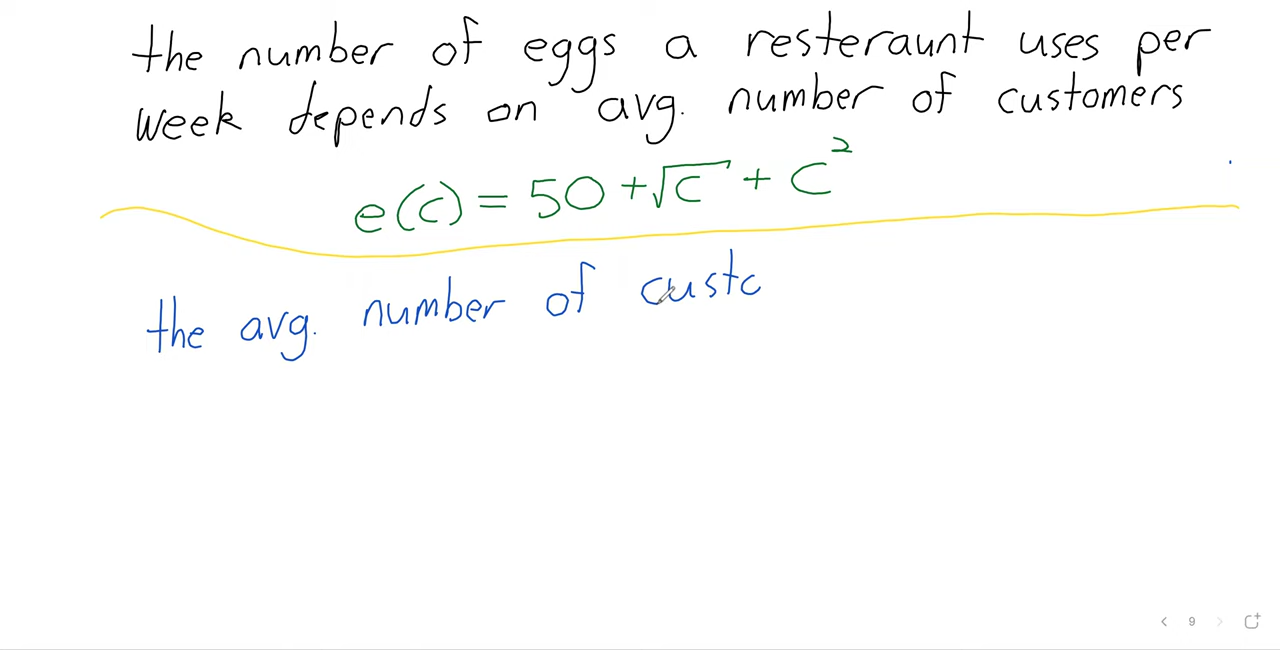 the number of eggs a resteraunt uses per
week depends on avg. number of customers
e(c) = 50 + √c + c²
the avg. number of custo
9